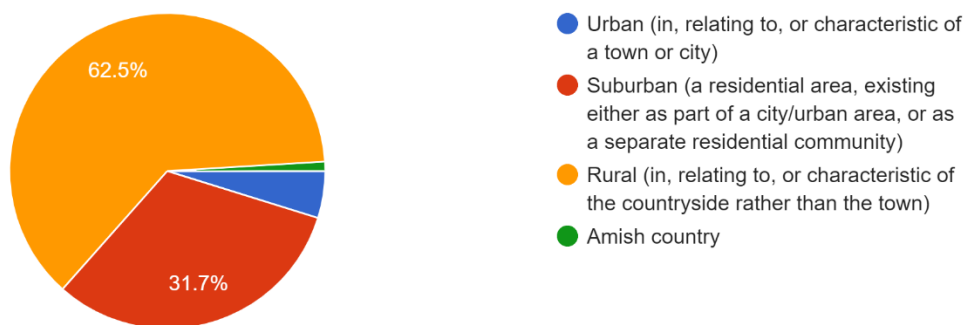 62.5%
31.7%
Urban (in, relating to, or characteristic of
a town or city)
Suburban (a residential area, existing
either as part of a city/urban area, or as
a separate residential community)
Rural (in, relating to, or characteristic of
the countryside rather than the town)
Amish country